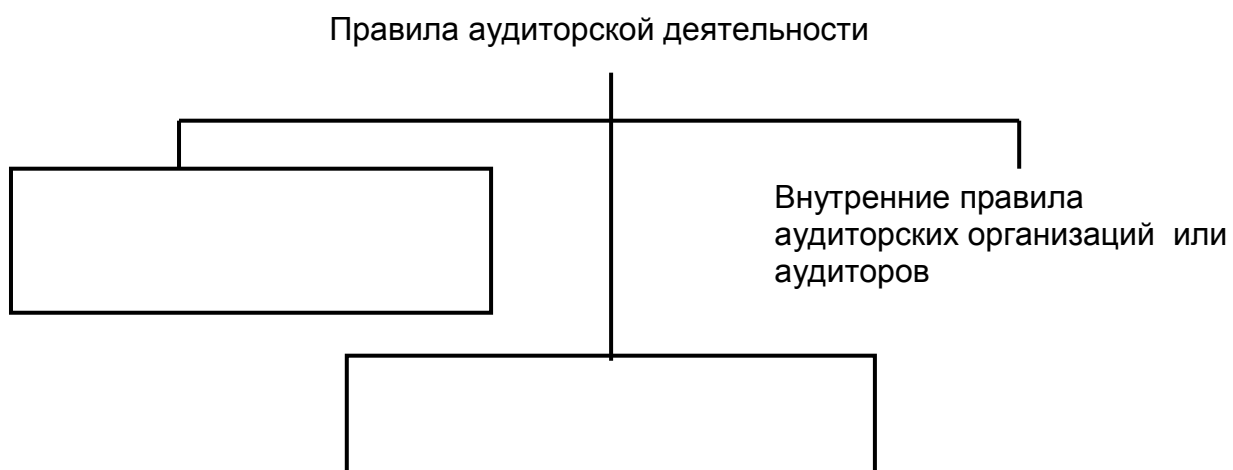 Правила аудиторской деятельности
Внутренние правила
аудиторских организаций или
аудиторов